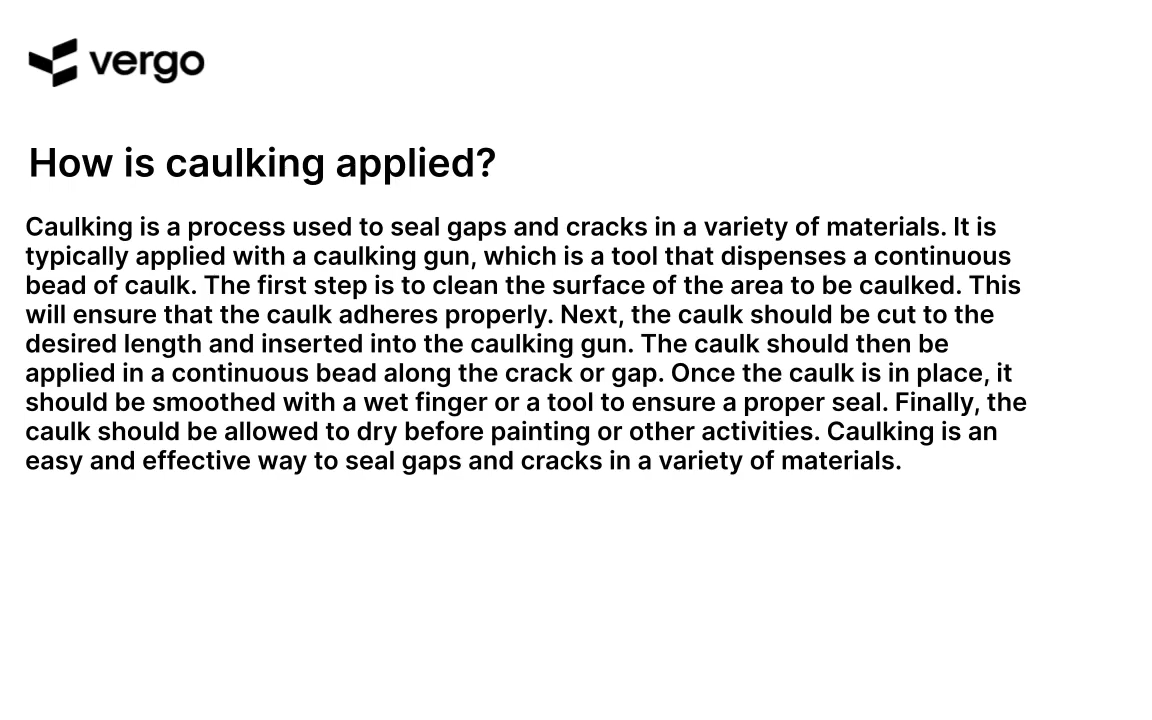 vergo
How is caulking applied?
Caulking is a process used to seal gaps and cracks in a variety of materials. It is
typically applied with a caulking gun, which is a tool that dispenses a continuous
bead of caulk. The first step is to clean the surface of the area to be caulked. This
will ensure that the caulk adheres properly. Next, the caulk should be cut to the
desired length and inserted into the caulking gun. The caulk should then be
applied in a continuous bead along the crack or gap. Once the caulk is in place, it
should be smoothed with a wet finger or a tool to ensure a proper seal. Finally, the
caulk should be allowed to dry before painting or other activities. Caulking is an
easy and effective way to seal gaps and cracks in a variety of materials.